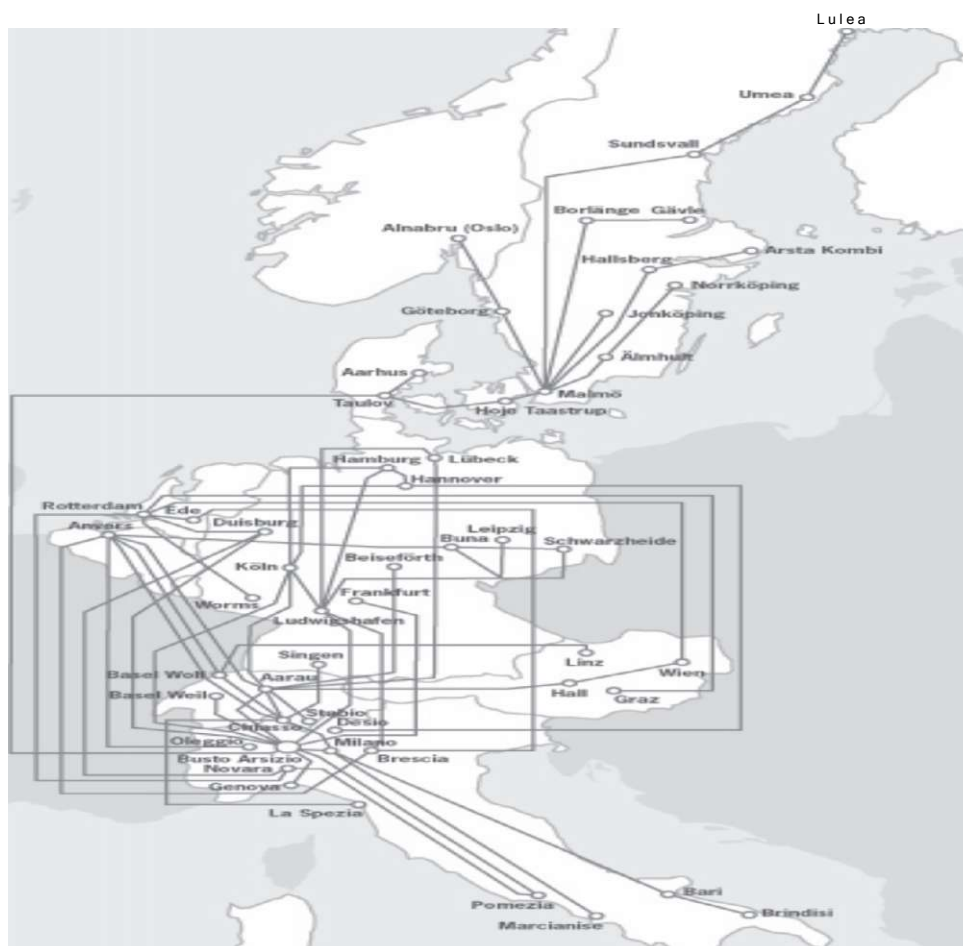 Lulea
Umea
Sundsvall
Borlänge Gävle
Alnabru (Oslo)
Arsta Kombi
Hallsberg
Norrköping
Göteborg
Jonköping
Älmhult
Aarhus
Malmö
Taulov
Hoje Taastrup
Hamburg
Lübeck
Hannover
Rotterdam
Ede
Anvers
Duisburg
Leipzig
Buna
Schwarzheide
Beiseförth
Köln
Frankfurt
Worms
Ludwigshafen
Singen
Linz
Basel Wolf
Aarau
Wien
Basel Weil
Hall
Graz
Stabio
Chiasso
Desio
Oleggio
Milano
Busto Arsizio
Brescia
Novara
Genova
La Spezia
Bari
Pomezia
Brindisi
Marcianise